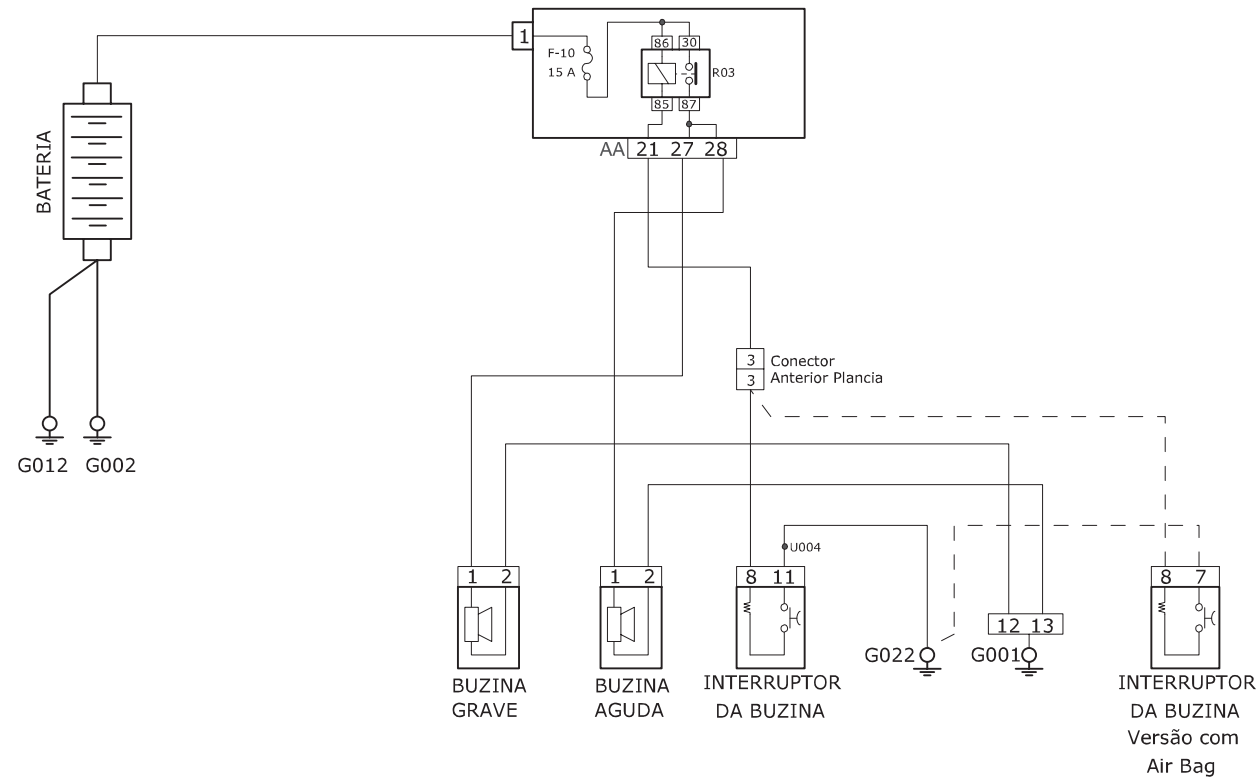 1
F-10
15 A
86 30
R03
85 87
AA 21 27 28
BATERIA
3 Conector
3 Anterior Plancia
G012 G002
U004
1 2
1 2
8 11
8 7
12 13
G022
G001
BUZINA
GRAVE
BUZINA
AGUDA
INTERRUPTOR
DA BUZINA
INTERRUPTOR
DA BUZINA
Versão com
Air Bag